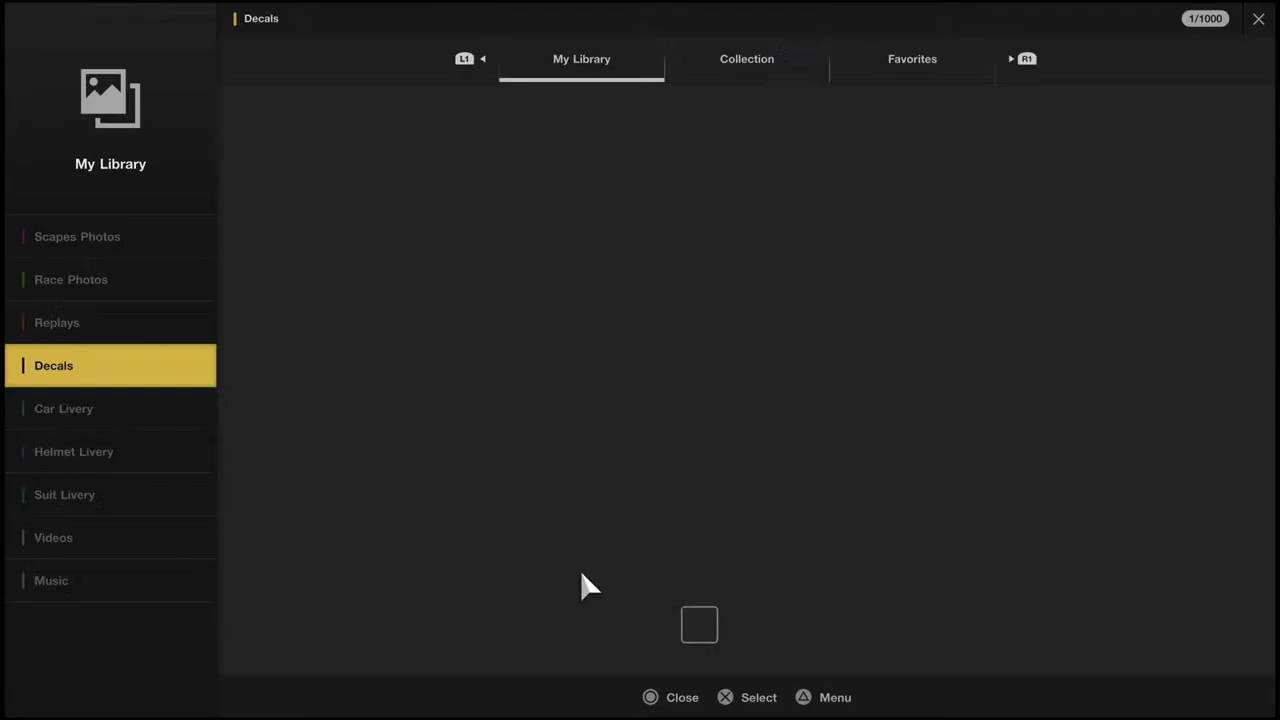 Decals
1/1000
L1
My Library
Collection
Favorites
R1
My Library
Scapes Photos
Race Photos
Replays
Decals
Car Livery
Helmet Livery
Suit Livery
Videos
Music
Close
Select
Menu